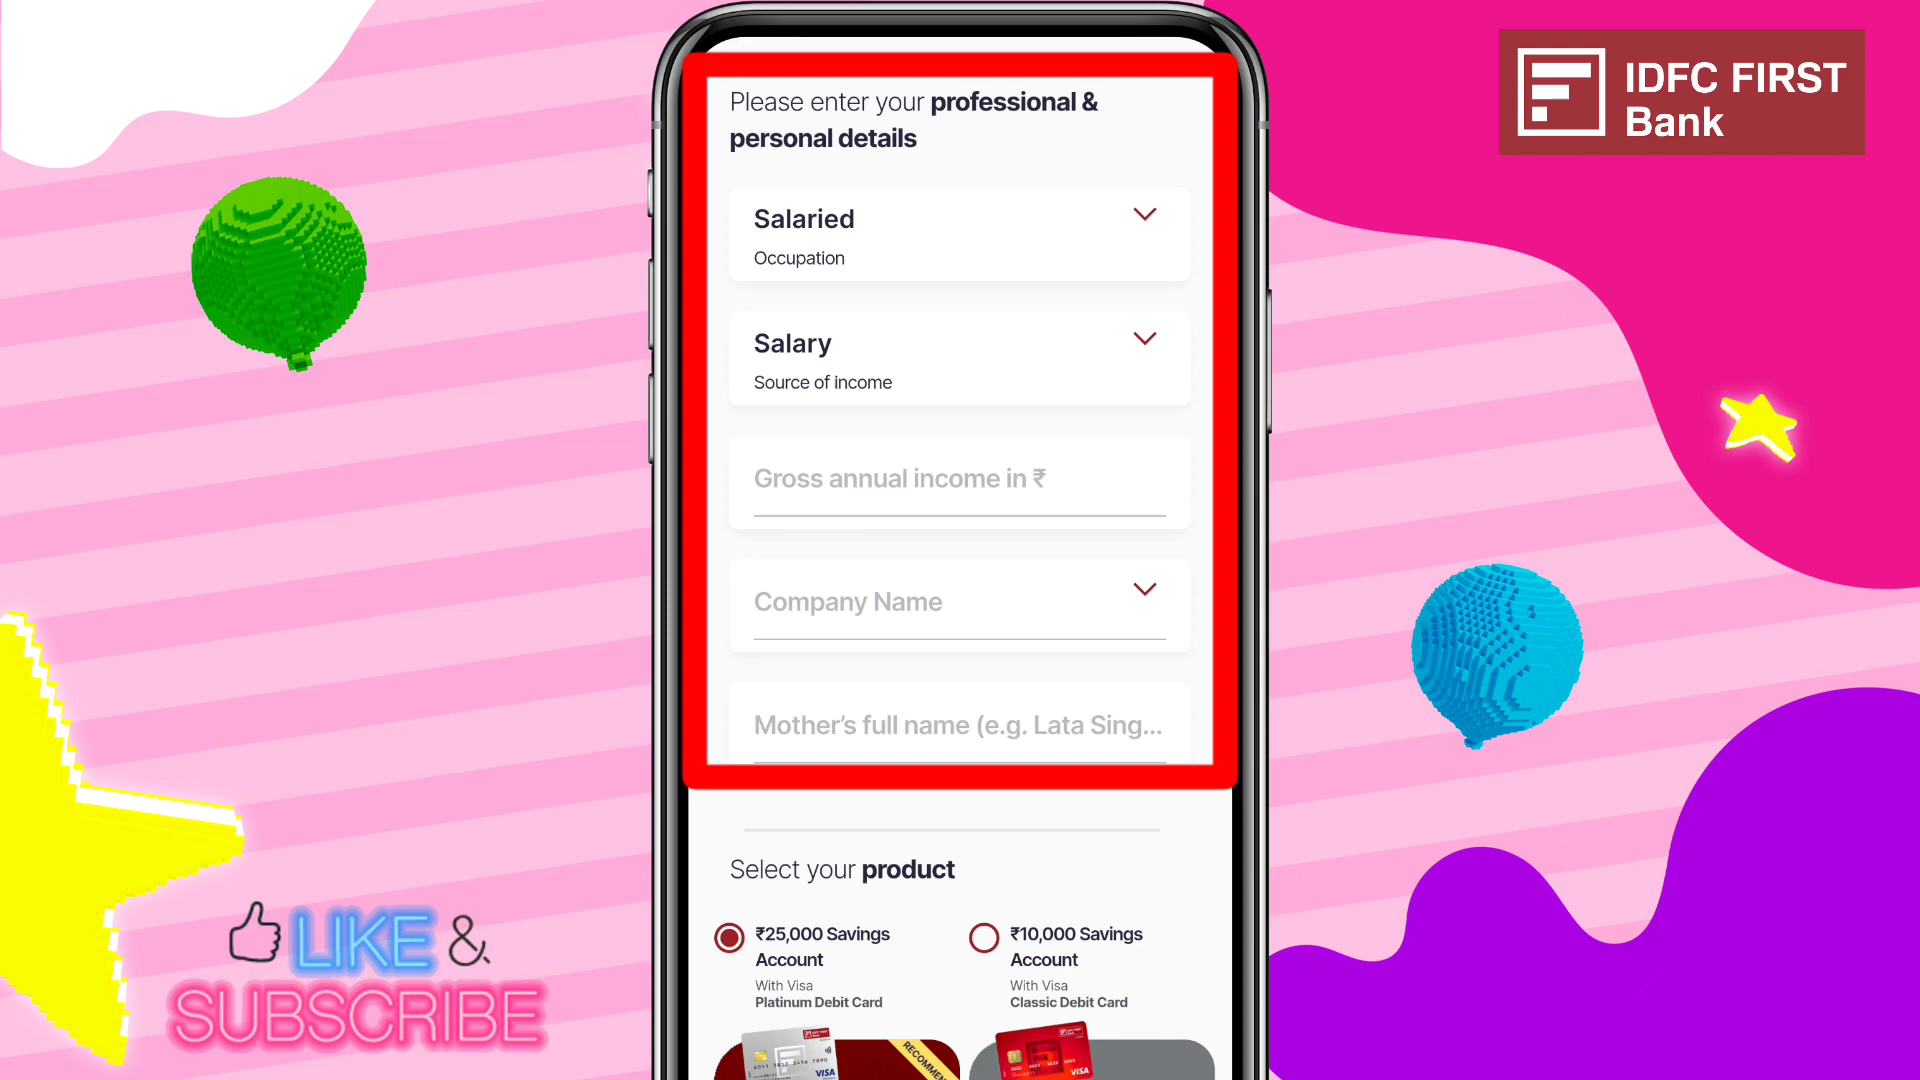 IDFC FIRST
Bank
Please enter your professional &
personal details
Salaried
Occupation
Salary
Source of income
Gross annual income in ₹
Company Name
Mother’s full name (e.g. Lata Sing...
Select your product
₹25,000 Savings
Account
With Visa
Platinum Debit Card
₹10,000 Savings
Account
With Visa
Classic Debit Card
VISA
VISA
LIKE &
SUBSCRIBE